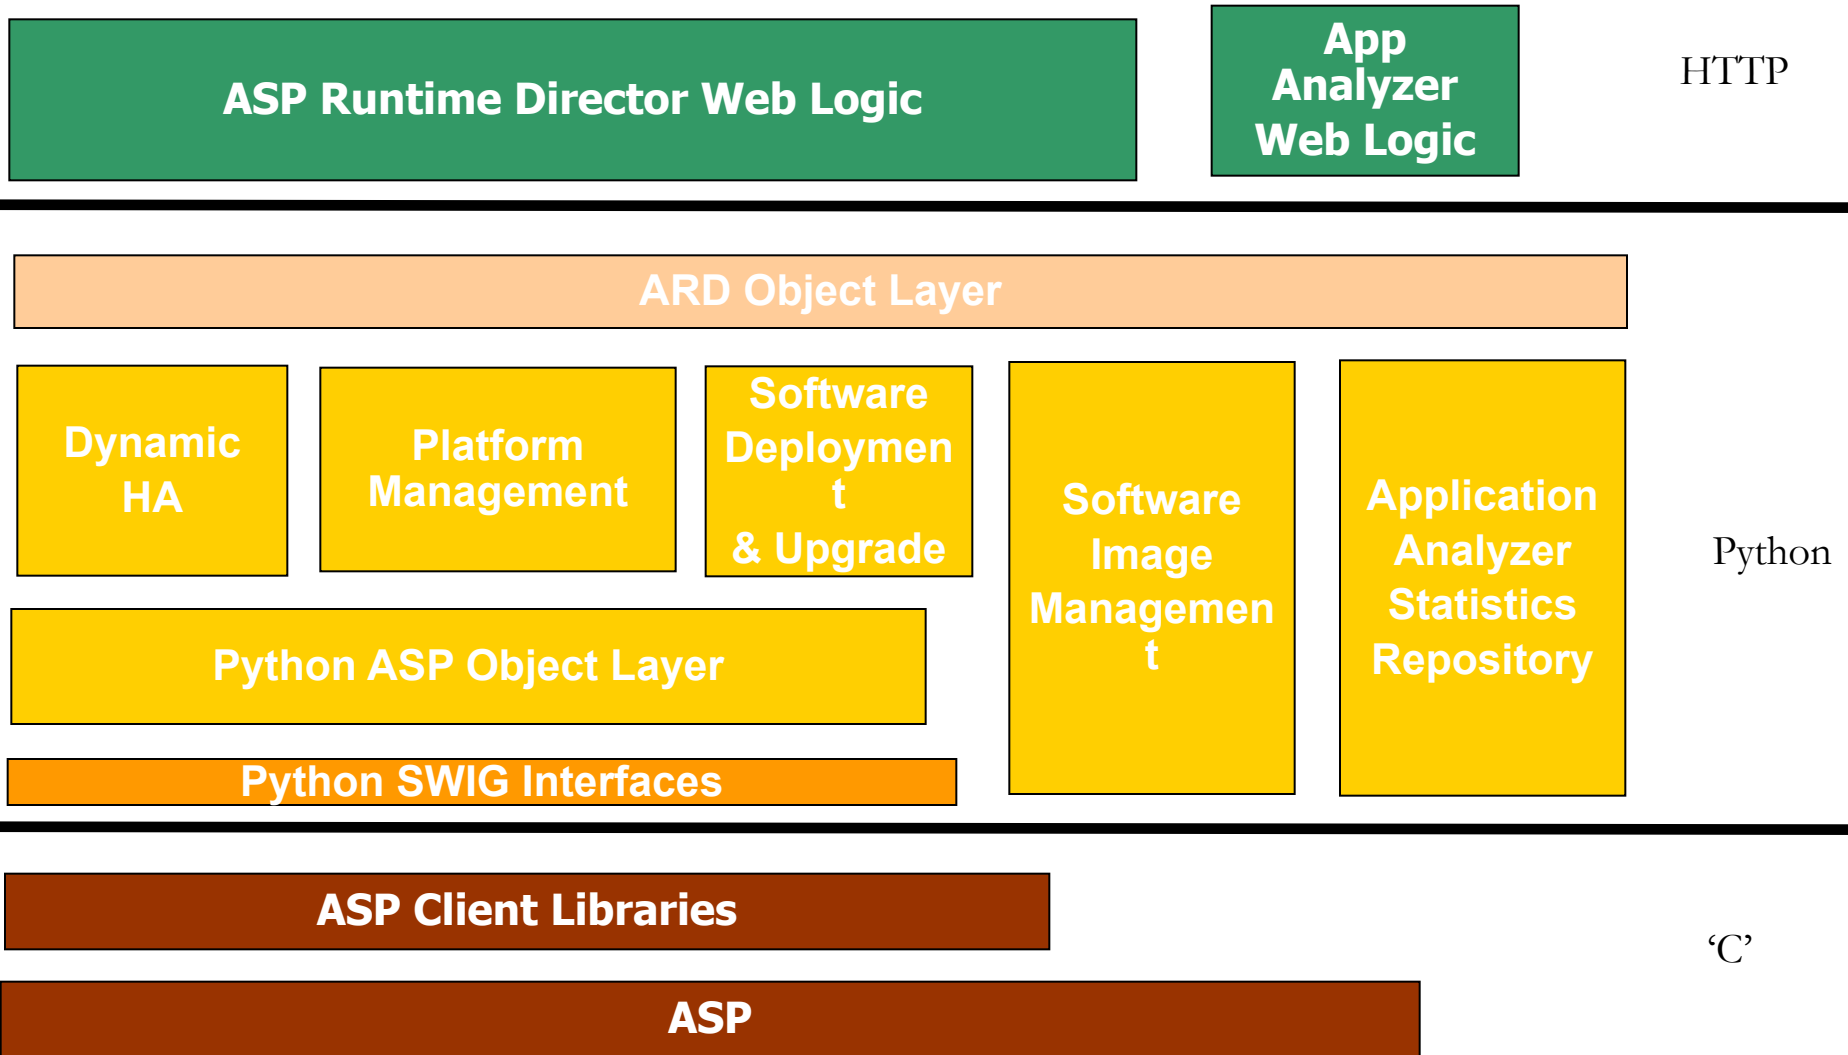 ASP Runtime Director Web Logic
App
Analyzer
Web Logic
HTTP
ARD Object Layer
Dynamic
HA
Platform
Management
Software
Deploymen
t
& Upgrade
Software
Image
Managemen
t
Application
Analyzer
Statistics
Repository
Python
Python ASP Object Layer
Python SWIG Interfaces
ASP Client Libraries
‘C’
ASP